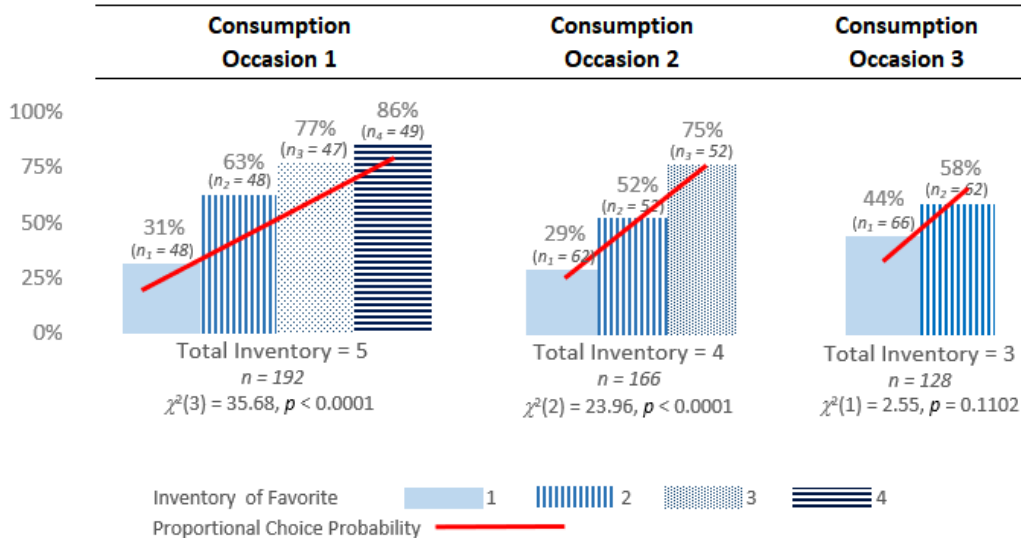 Consumption Occasion 1
Consumption Occasion 2
Consumption Occasion 3
100%
75%
50%
25%
0%
31%
(n₁ = 48)
63%
(n₂ = 48)
77%
(n₃ = 47)
86%
(n₄ = 49)
29%
(n₁ = 62)
52%
(n₂ = 52)
75%
(n₃ = 52)
44%
(n₁ = 66)
58%
(n₂ = 62)
Total Inventory = 5
n = 192
χ²(3) = 35.68, p < 0.0001
Total Inventory = 4
n = 166
χ²(2) = 23.96, p < 0.0001
Total Inventory = 3
n = 128
χ²(1) = 2.55, p = 0.1102
Inventory of Favorite 1 2 3 4
Proportional Choice Probability